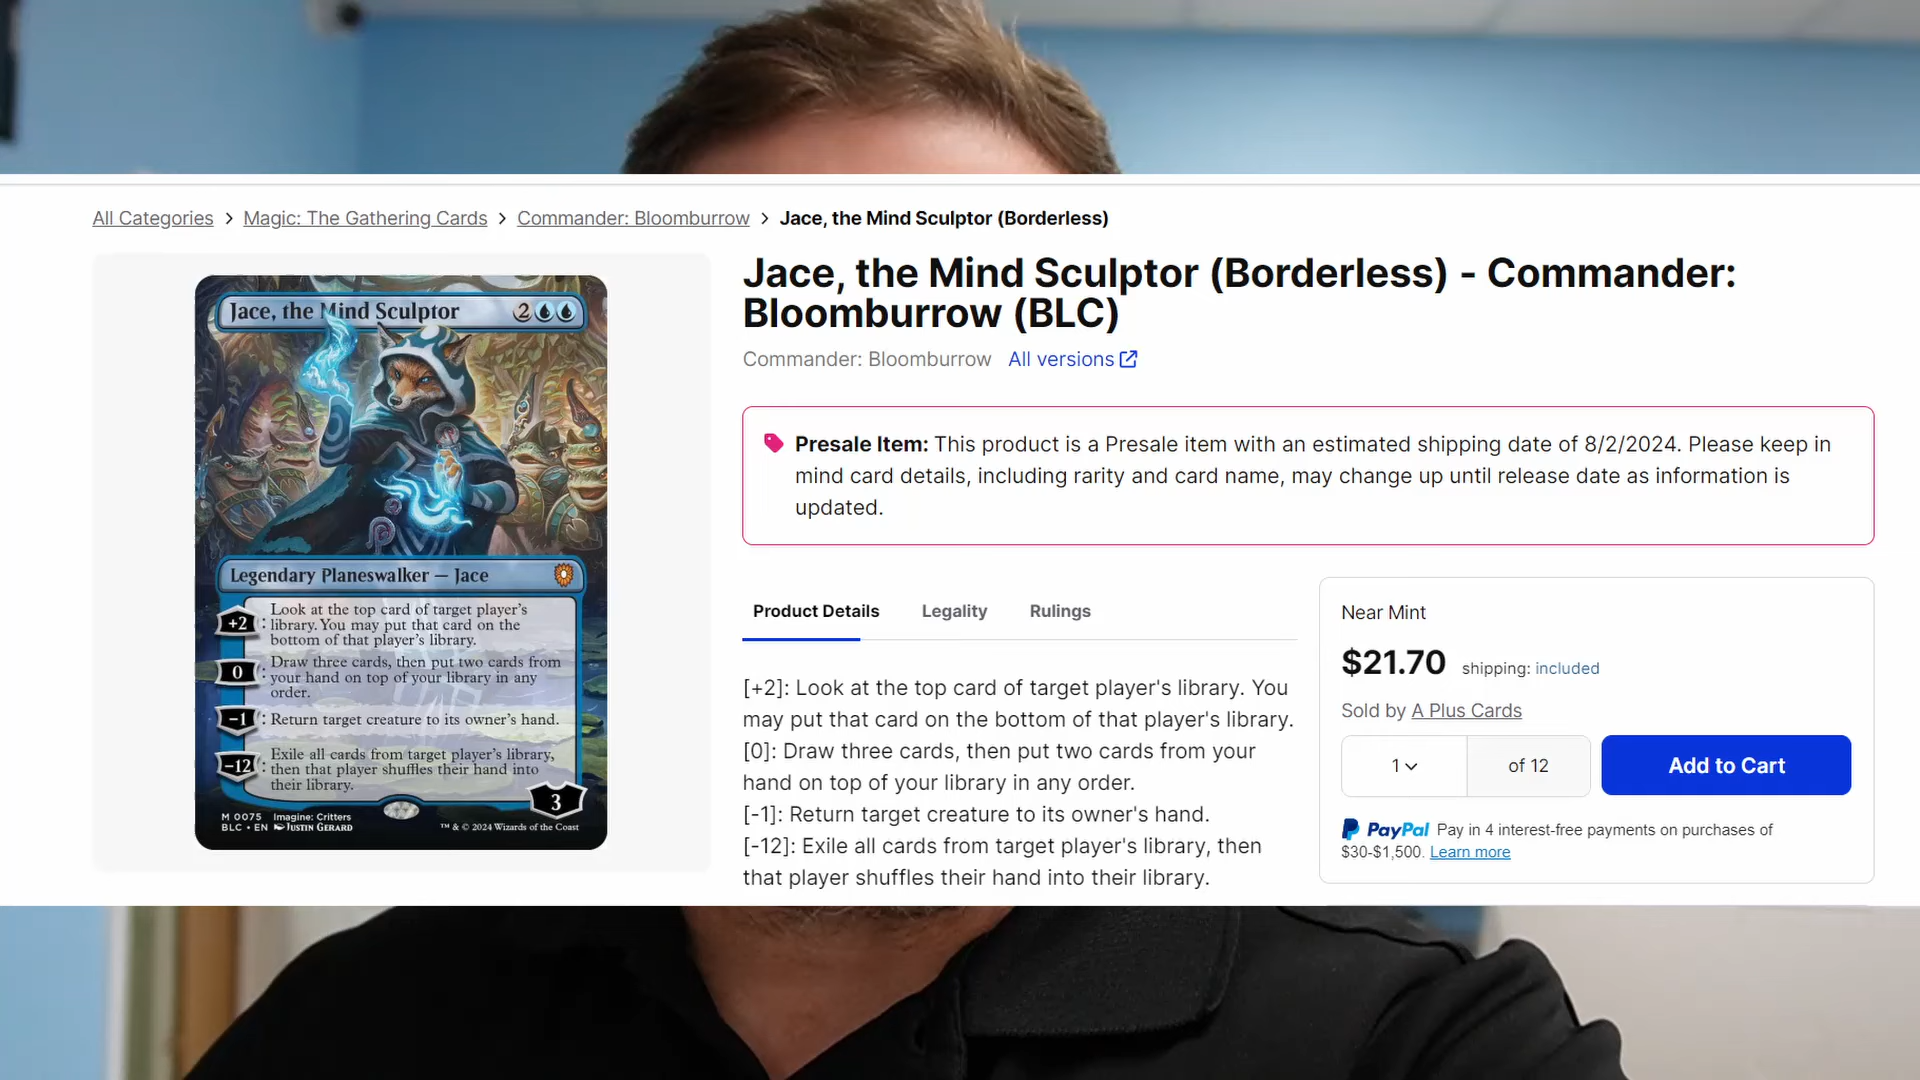 All Categories > Magic: The Gathering Cards > Commander: Bloomburrow > Jace, the Mind Sculptor (Borderless)
Jace, the Mind Sculptor
2
Legendary Planeswalker — Jace
+2 : Look at the top card of target player's
library. You may put that card on the
bottom of that player's library.
0 : Draw three cards, then put two cards from
your hand on top of your library in any
order.
−1 : Return target creature to its owner's hand.
−12 : Exile all cards from target player's library,
then that player shuffles their hand into
their library.
3
M 0075 Imagine: Critters
BLC • EN Justin Gerard ™ & © 2024 Wizards of the Coast
Jace, the Mind Sculptor (Borderless) - Commander:
Bloomburrow (BLC)
Commander: Bloomburrow All versions
Presale Item: This product is a Presale item with an estimated shipping date of 8/2/2024. Please keep in
mind card details, including rarity and card name, may change up until release date as information is
updated.
Product Details Legality Rulings
[+2]: Look at the top card of target player's library. You
may put that card on the bottom of that player's library.
[0]: Draw three cards, then put two cards from your
hand on top of your library in any order.
[-1]: Return target creature to its owner's hand.
[-12]: Exile all cards from target player's library, then
that player shuffles their hand into their library.
Near Mint
$21.70 shipping: included
Sold by A Plus Cards
1 of 12 Add to Cart
PayPal Pay in 4 interest-free payments on purchases of
$30-$1,500. Learn more